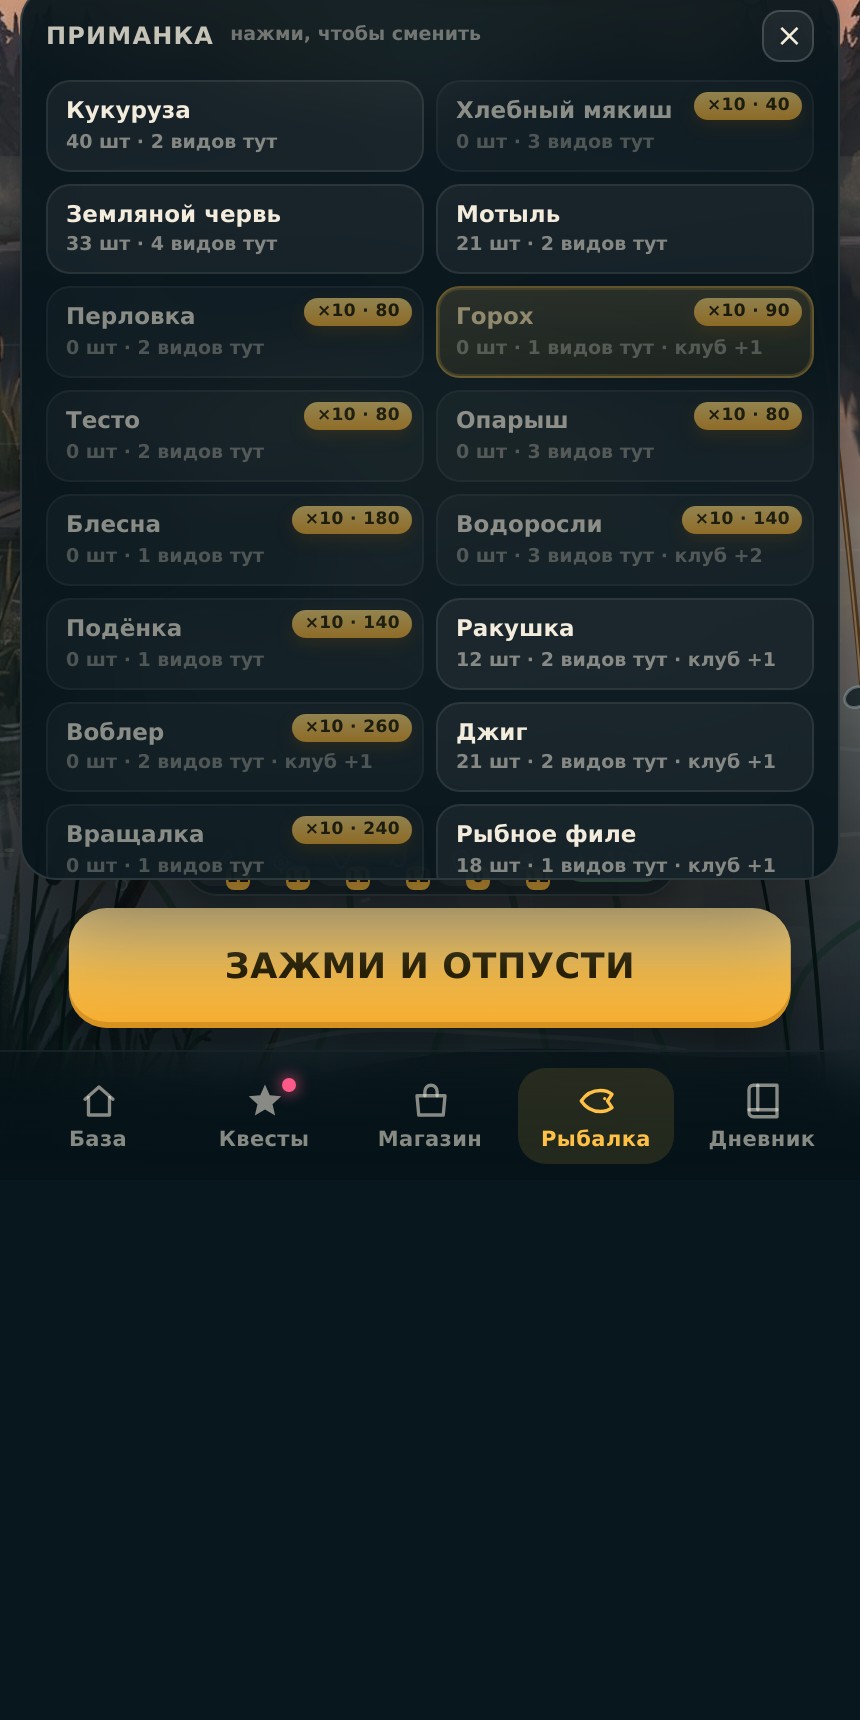 ПРИМАНКА нажми, чтобы сменить
Кукуруза
40 шт · 2 видов тут
Хлебный мякиш ×10 · 40
0 шт · 3 видов тут
Земляной червь
33 шт · 4 видов тут
Мотыль
21 шт · 2 видов тут
Перловка ×10 · 80
0 шт · 2 видов тут
Горох ×10 · 90
0 шт · 1 видов тут · клуб +1
Тесто ×10 · 80
0 шт · 2 видов тут
Опарыш ×10 · 80
0 шт · 3 видов тут
Блесна ×10 · 180
0 шт · 1 видов тут
Водоросли ×10 · 140
0 шт · 3 видов тут · клуб +2
Подёнка ×10 · 140
0 шт · 1 видов тут
Ракушка
12 шт · 2 видов тут · клуб +1
Воблер ×10 · 260
0 шт · 2 видов тут · клуб +1
Джиг
21 шт · 2 видов тут · клуб +1
Вращалка ×10 · 240
0 шт · 1 видов тут
Рыбное филе
18 шт · 1 видов тут · клуб +1
ЗАЖМИ И ОТПУСТИ
База
Квесты
Магазин
Рыбалка
Дневник